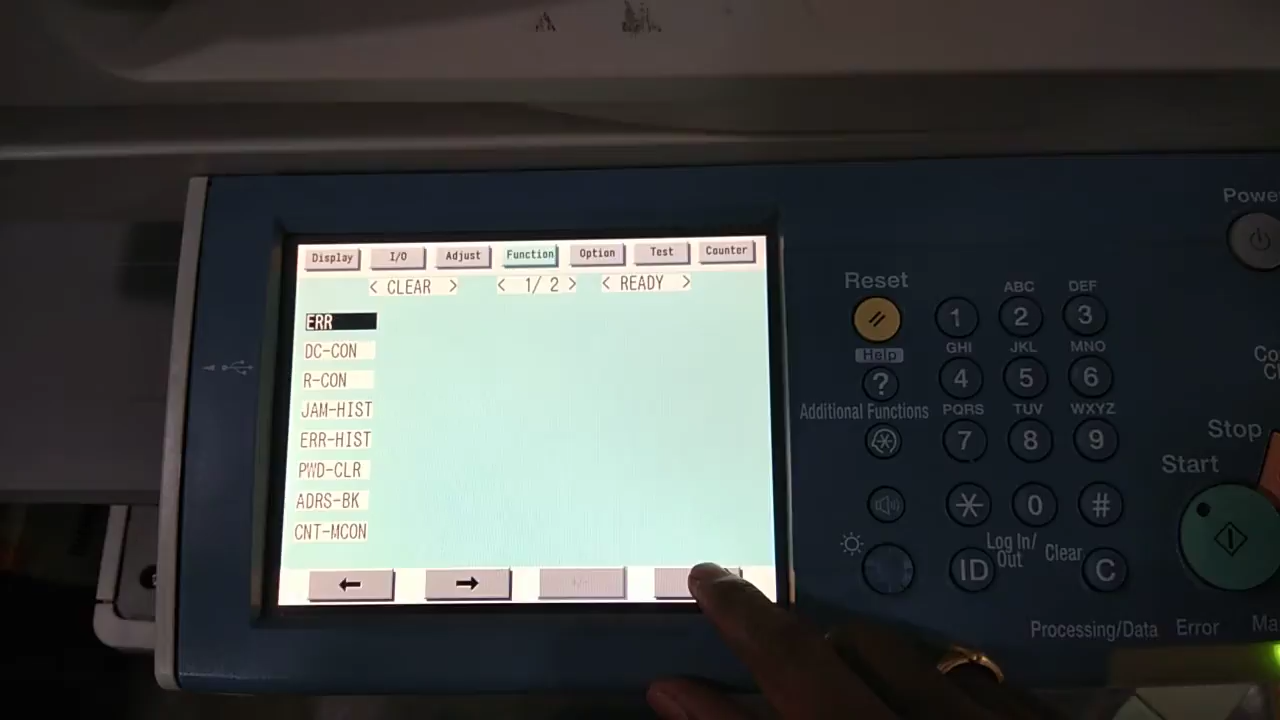 Display I/O Adjust Function Option Test Counter
< CLEAR > < 1/ 2 > < READY >
ERR
DC-CON
R-CON
JAM-HIST
ERR-HIST
PWD-CLR
ADRS-BK
CNT-MCON
← →
+/-
Reset
Help
?
Additional Functions
1
ABC
2
DEF
3
GHI
4
JKL
5
MNO
6
PQRS
7
TUV
8
WXYZ
9
0
#
ID
Log In/
Out
Clear
C
Stop
Start
Processing/Data Error